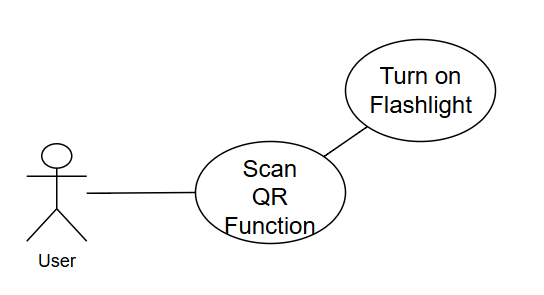 Turn on
Flashlight
Scan
QR
Function
User